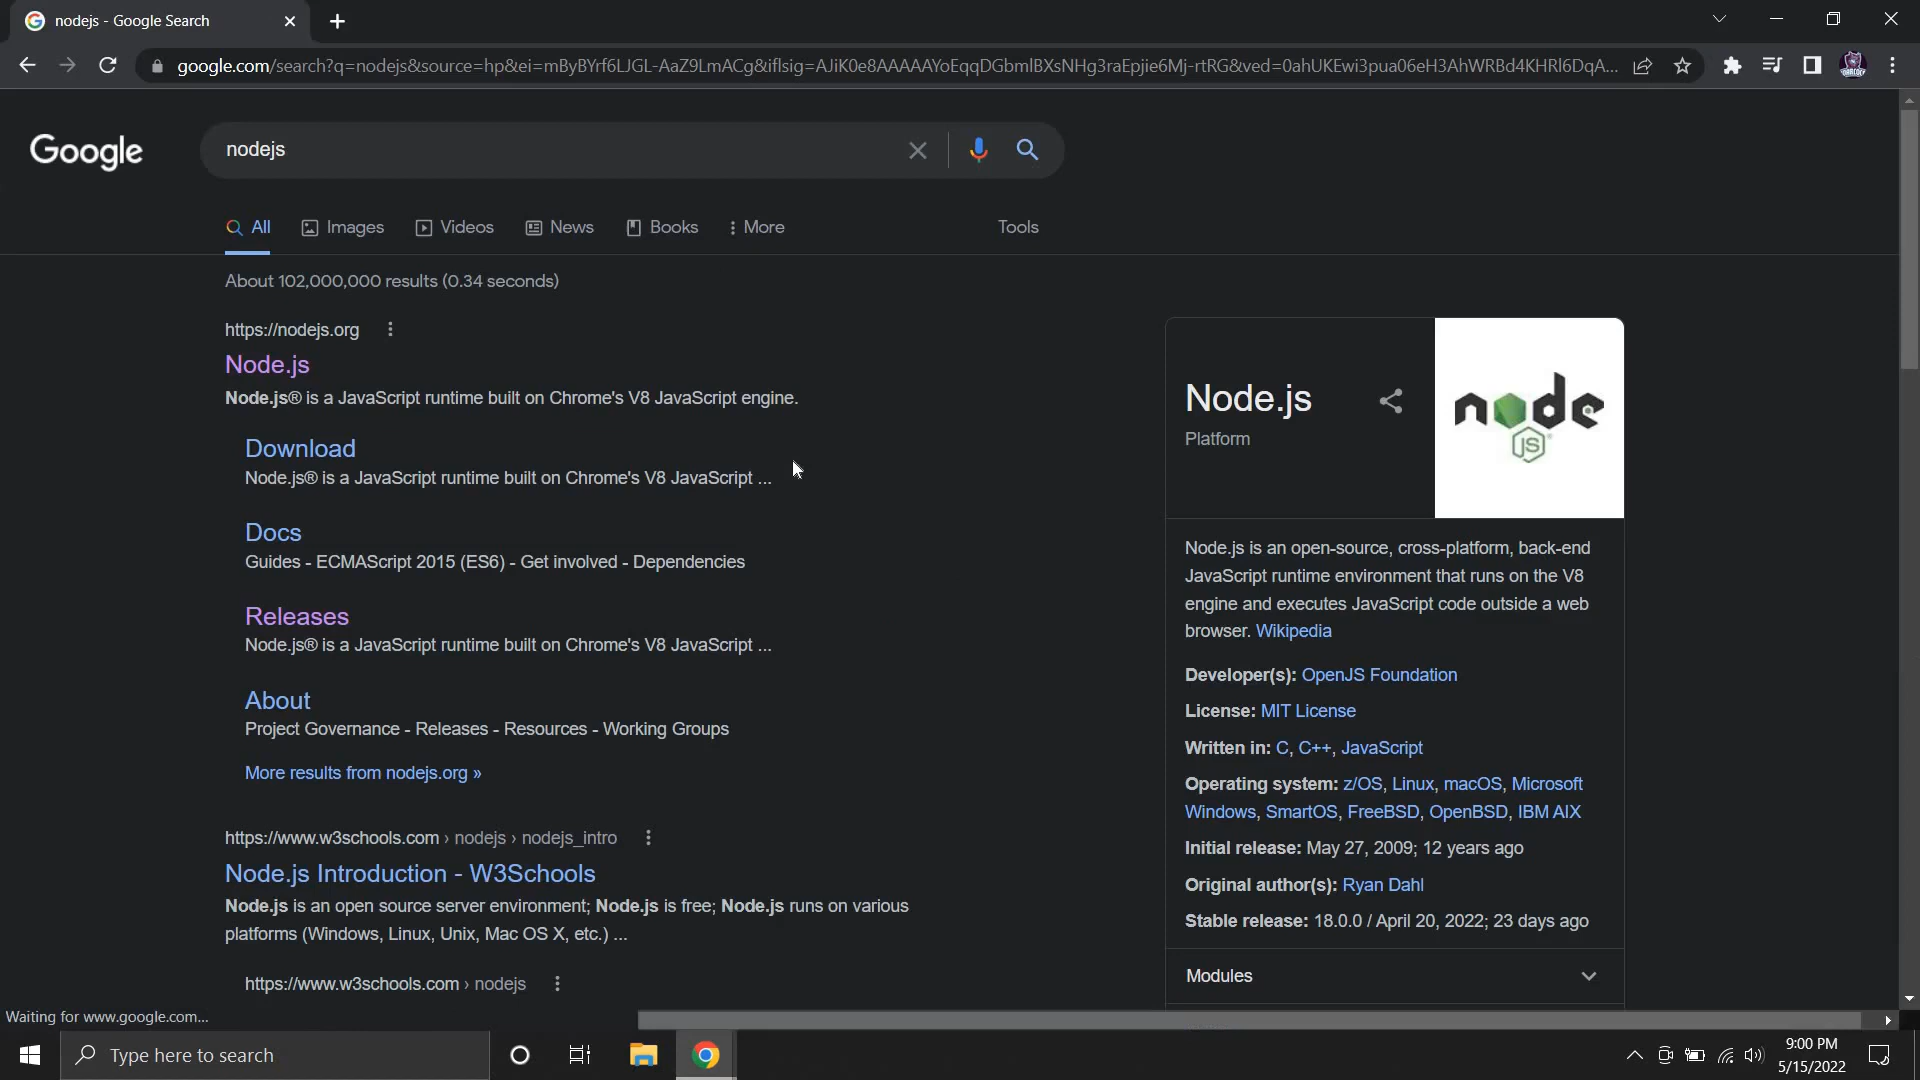 nodejs - Google Search
google.com/search?q=nodejs&source=hp&ei=mByBYrf6LJGL-AaZ9LmACg&iflsig=AJiK0e8AAAAAYoEqqDGbmlBXsNHg3raEpjie6Mj-rtRG&ved=0ahUKEwi3pua06eH3AhWRBd4KHRl6DqA...
Google
nodejs
All Images Videos News Books More Tools
About 102,000,000 results (0.34 seconds)
https://nodejs.org
Node.js
Node.js® is a JavaScript runtime built on Chrome's V8 JavaScript engine.
Download
Node.js® is a JavaScript runtime built on Chrome's V8 JavaScript ...
Docs
Guides - ECMAScript 2015 (ES6) - Get involved - Dependencies
Releases
Node.js® is a JavaScript runtime built on Chrome's V8 JavaScript ...
About
Project Governance - Releases - Resources - Working Groups
More results from nodejs.org »
https://www.w3schools.com › nodejs › nodejs_intro
Node.js Introduction - W3Schools
Node.js is an open source server environment; Node.js is free; Node.js runs on various
platforms (Windows, Linux, Unix, Mac OS X, etc.) ...
https://www.w3schools.com › nodejs
Node.js
Platform
node
JS
Node.js is an open-source, cross-platform, back-end
JavaScript runtime environment that runs on the V8
engine and executes JavaScript code outside a web
browser. Wikipedia
Developer(s): OpenJS Foundation
License: MIT License
Written in: C, C++, JavaScript
Operating system: z/OS, Linux, macOS, Microsoft
Windows, SmartOS, FreeBSD, OpenBSD, IBM AIX
Initial release: May 27, 2009; 12 years ago
Original author(s): Ryan Dahl
Stable release: 18.0.0 / April 20, 2022; 23 days ago
Modules
Waiting for www.google.com...
Type here to search
9:00 PM
5/15/2022